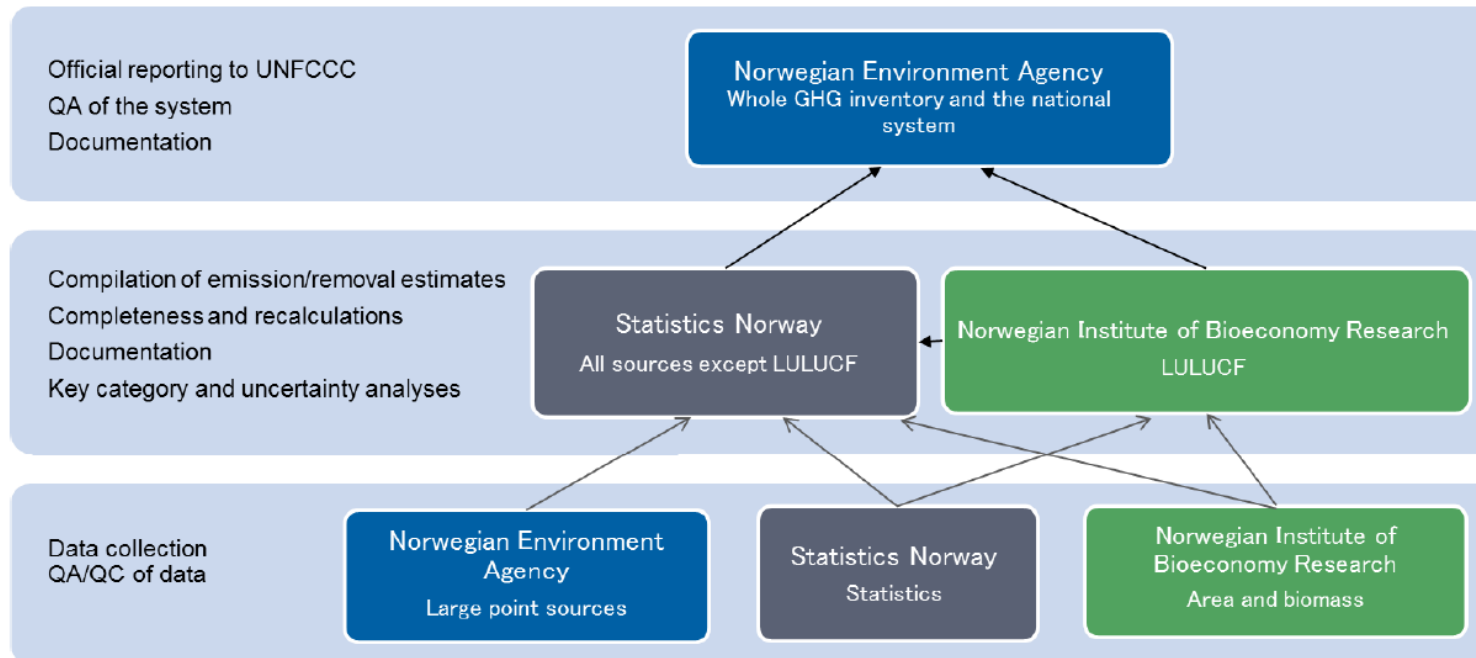 Official reporting to UNFCCC
QA of the system
Documentation
Norwegian Environment Agency
Whole GHG inventory and the national
system
Compilation of emission/removal estimates
Completeness and recalculations
Documentation
Key category and uncertainty analyses
Statistics Norway
All sources except LULUCF
Norwegian Institute of Bioeconomy Research
LULUCF
Data collection
QA/QC of data
Norwegian Environment
Agency
Large point sources
Statistics Norway
Statistics
Norwegian Institute of
Bioeconomy Research
Area and biomass